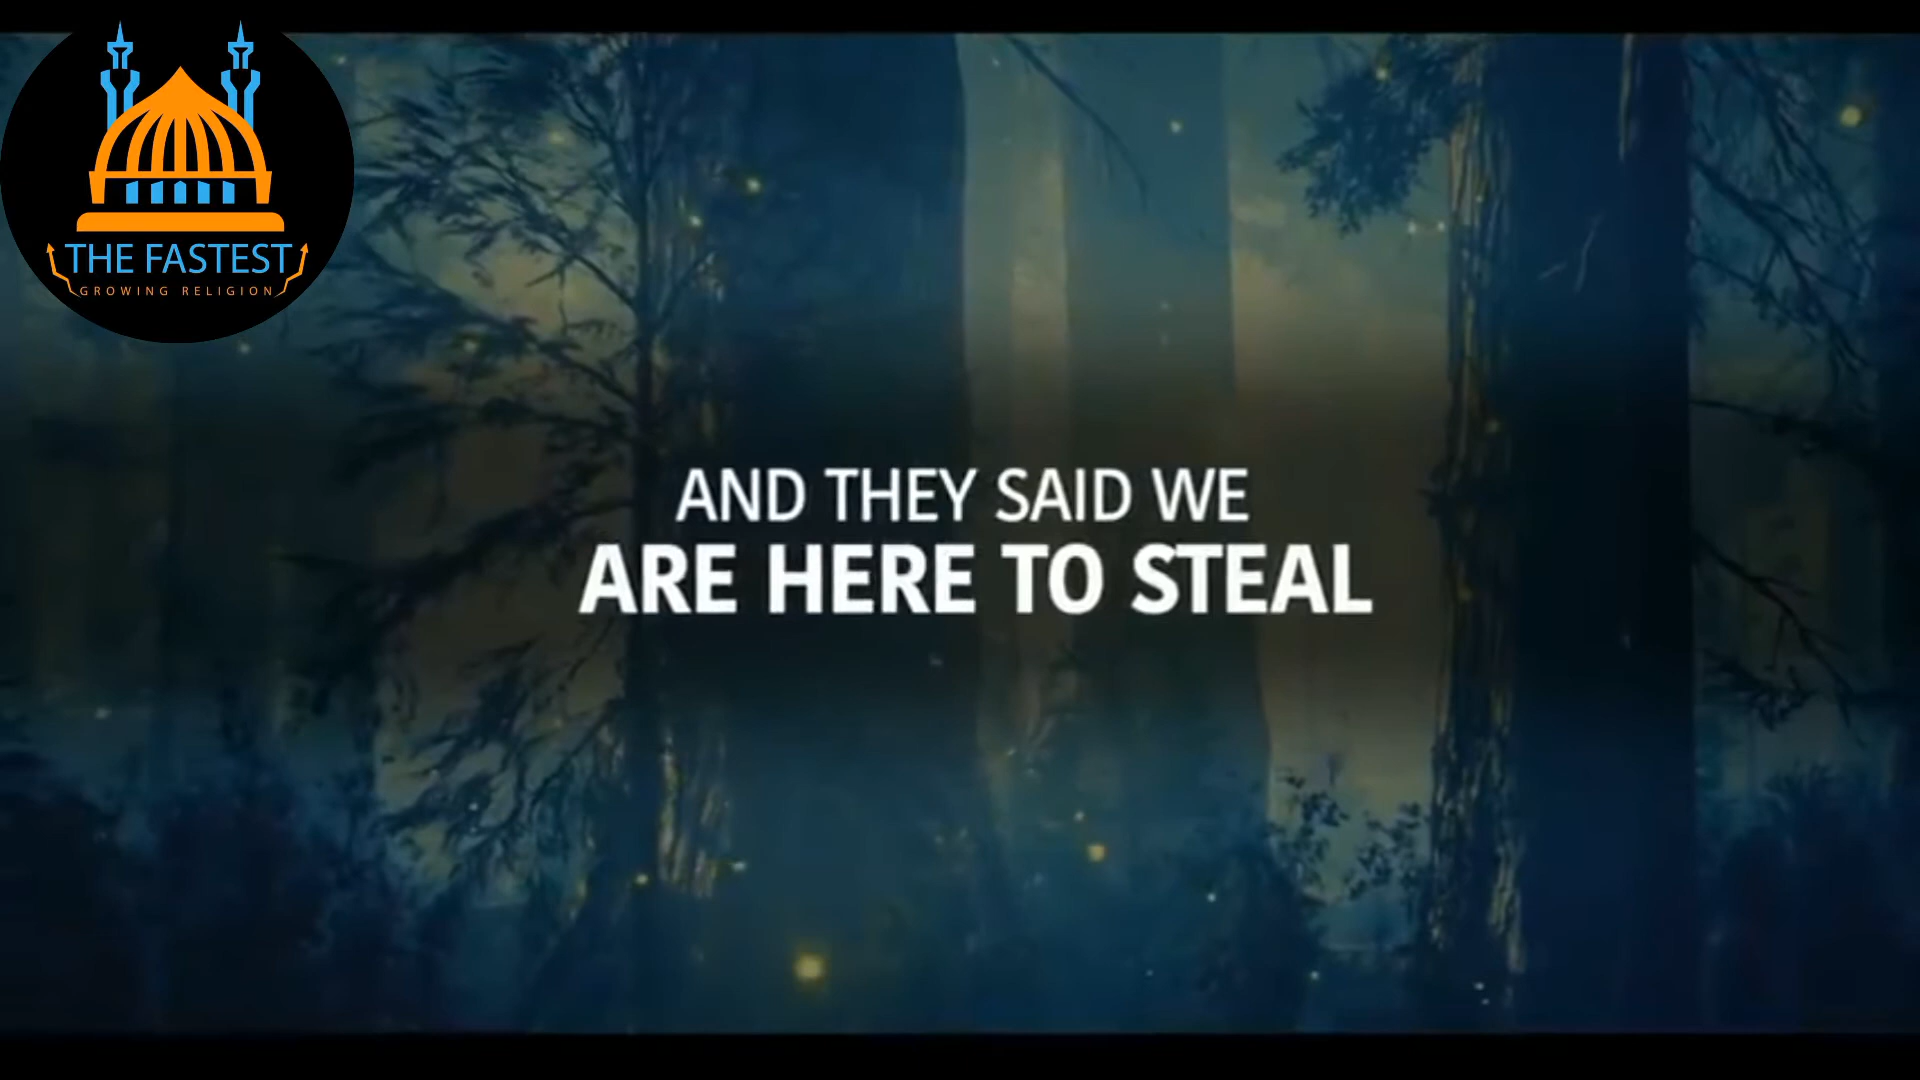 THE FASTEST
GROWING RELIGION
AND THEY SAID WE
ARE HERE TO STEAL